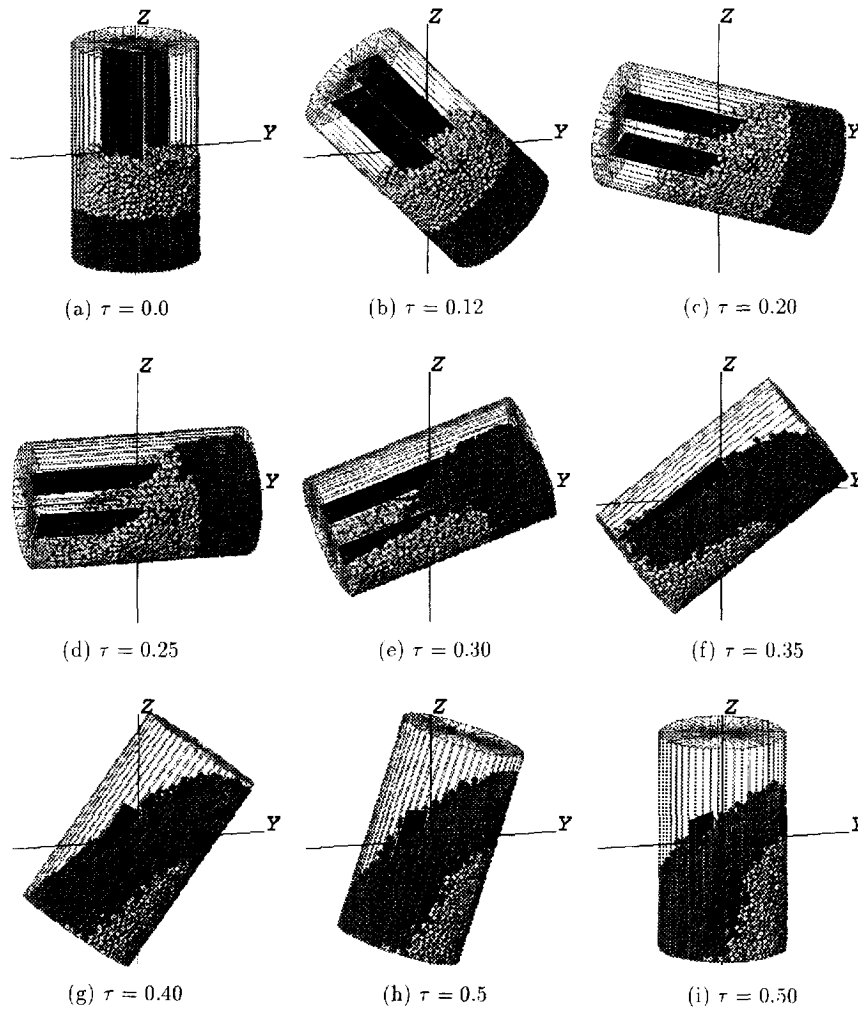 Z
Y
(a) τ = 0.0
Z
Y
(b) τ = 0.12
Z
Y
(c) τ = 0.20
Z
Y
(d) τ = 0.25
Z
Y
(e) τ = 0.30
Z
Y
(f) τ = 0.35
Z
Y
(g) τ = 0.40
Z
Y
(h) τ = 0.5
Z
Y
(i) τ = 0.50